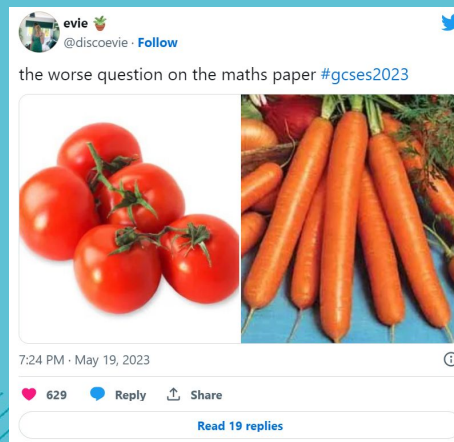 evie
@discoevie · Follow
the worse question on the maths paper #gcses2023
7:24 PM · May 19, 2023
629 Reply Share
Read 19 replies